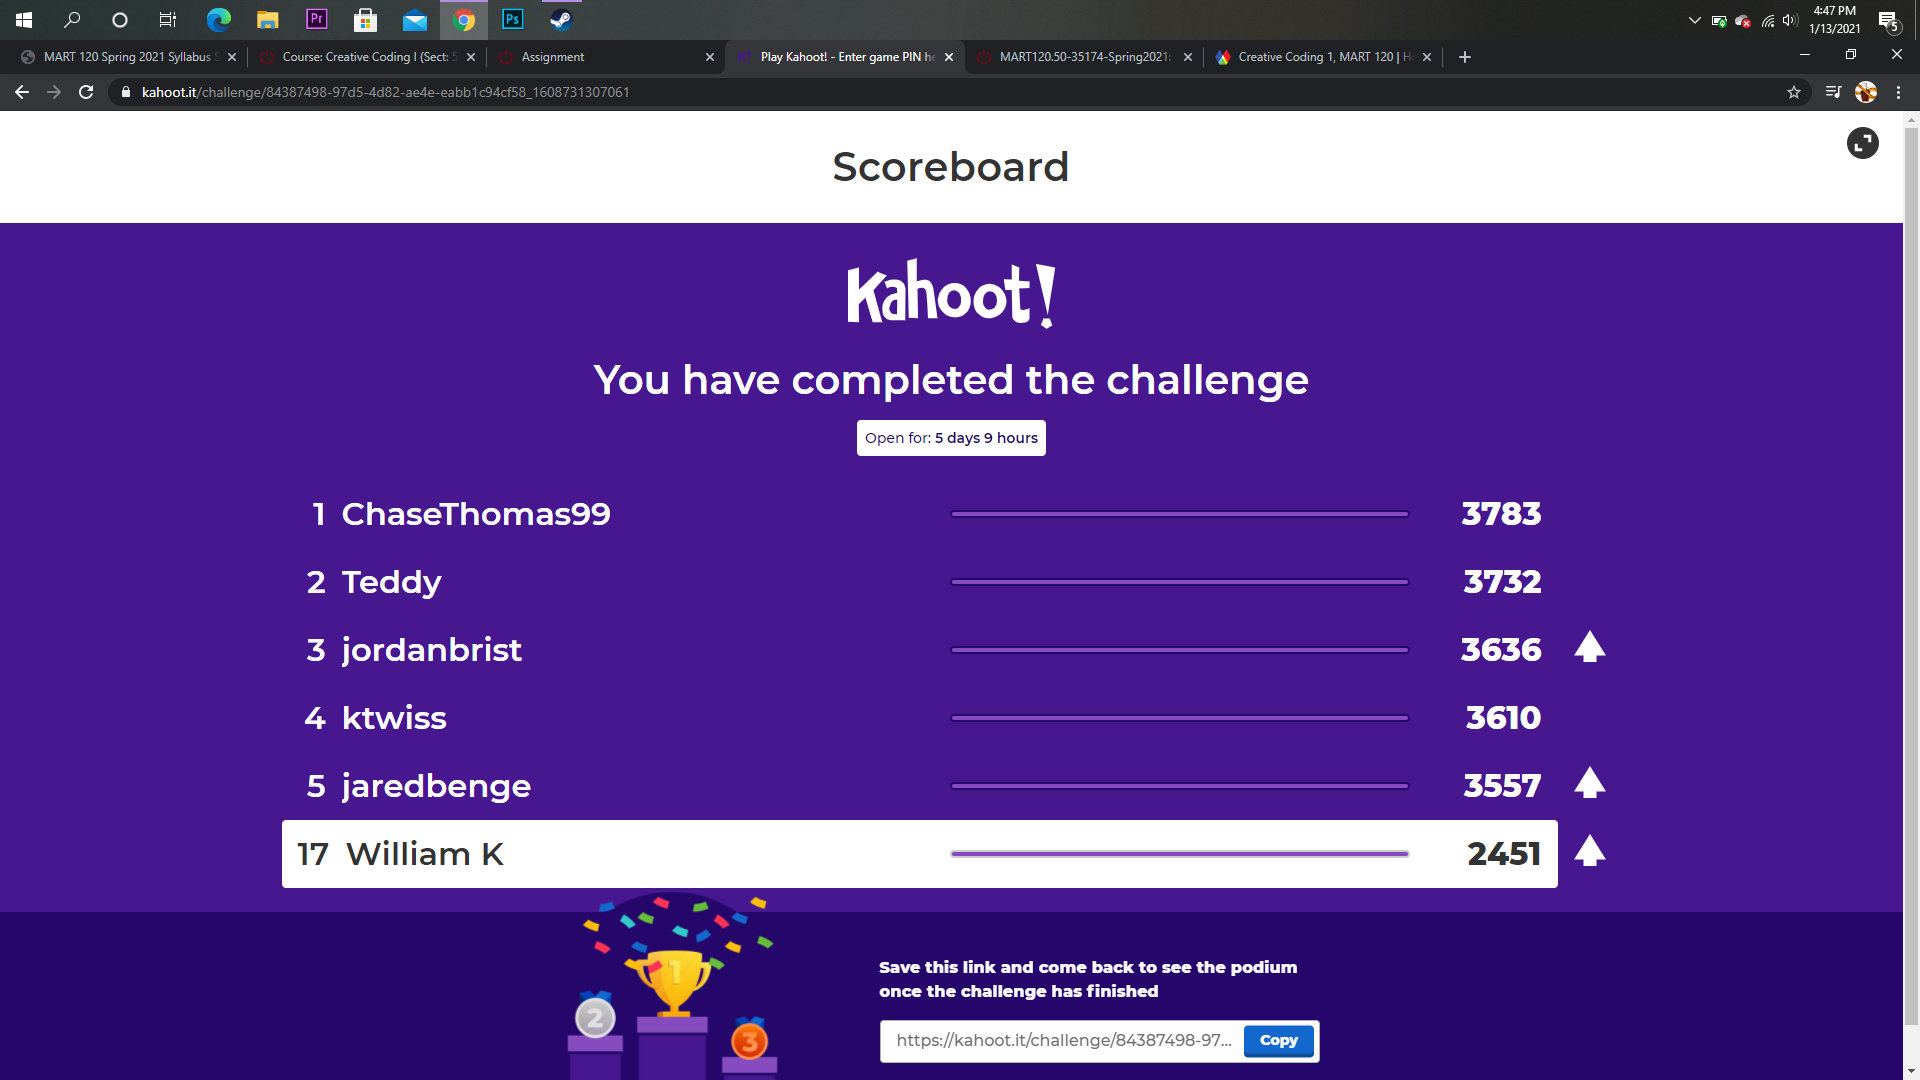 4:47 PM
1/13/2021
5
Pr
Ps
MART 120 Spring 2021 Syllabus S
Course: Creative Coding I (Sect: 5
Assignment
Play Kahoot! - Enter game PIN he
MART120.50-35174-Spring2021:
Creative Coding 1, MART 120 | H
kahoot.it/challenge/84387498-97d5-4d82-ae4e-eabb1c94cf58_1608731307061
Scoreboard
Kahoot!
You have completed the challenge
Open for: 5 days 9 hours
1 ChaseThomas99 3783
2 Teddy 3732
3 jordanbrist 3636
4 ktwiss 3610
5 jaredbenge 3557
17 William K 2451
1
2
3
Save this link and come back to see the podium
once the challenge has finished
https://kahoot.it/challenge/84387498-97... Copy